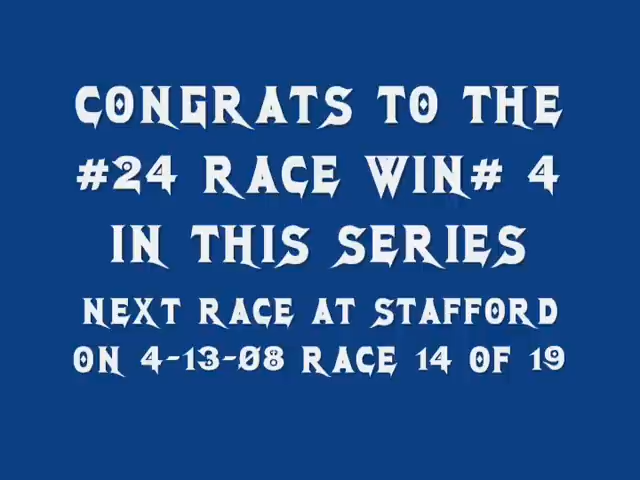 CONGRATS TO THE
#24 RACE WIN# 4
IN THIS SERIES
NEXT RACE AT STAFFORD
ON 4-13-08 RACE 14 OF 19